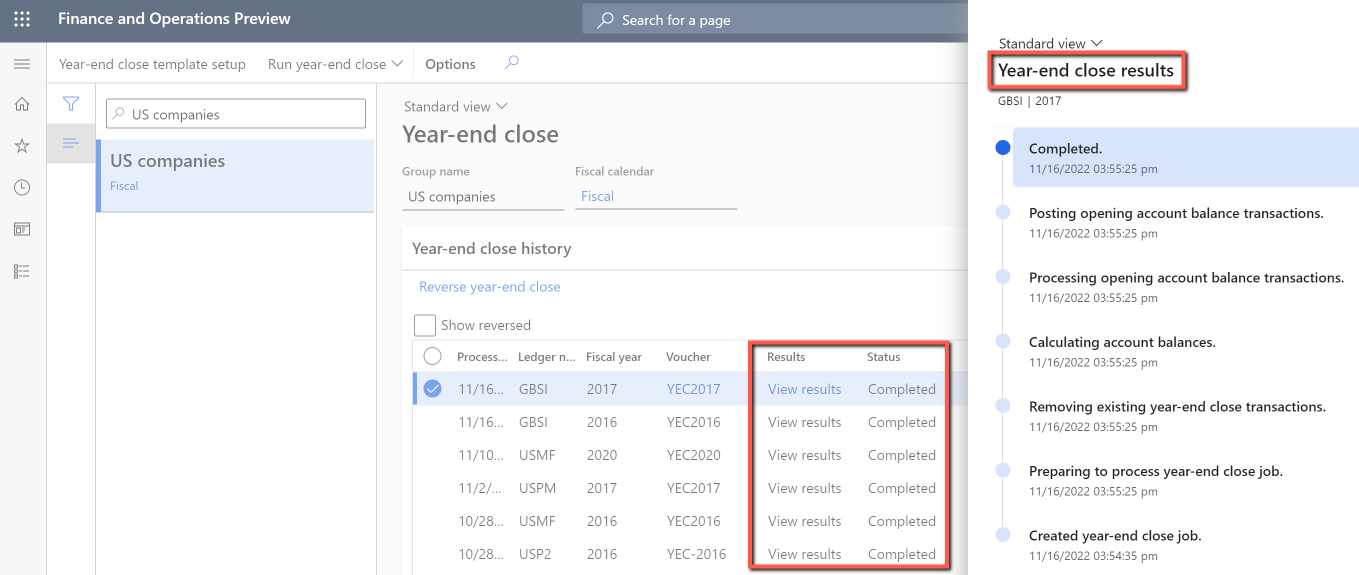 Finance and Operations Preview
Search for a page
Year-end close template setup
Run year-end close
Options
US companies
US companies
Fiscal
Standard view
Year-end close
Group name
Fiscal calendar
US companies
Fiscal
Year-end close history
Reverse year-end close
Show reversed
Process... Ledger n... Fiscal year Voucher Results Status
11/16... GBSI 2017 YEC2017 View results Completed
11/16... GBSI 2016 YEC2016 View results Completed
11/10... USMF 2020 YEC2020 View results Completed
11/2/... USPM 2017 YEC2017 View results Completed
10/28... USMF 2016 YEC2016 View results Completed
10/28... USP2 2016 YEC-2016 View results Completed
Standard view
Year-end close results
GBSI | 2017
Completed.
11/16/2022 03:55:25 pm
Posting opening account balance transactions.
11/16/2022 03:55:25 pm
Processing opening account balance transactions.
11/16/2022 03:55:25 pm
Calculating account balances.
11/16/2022 03:55:25 pm
Removing existing year-end close transactions.
11/16/2022 03:55:25 pm
Preparing to process year-end close job.
11/16/2022 03:55:25 pm
Created year-end close job.
11/16/2022 03:54:35 pm